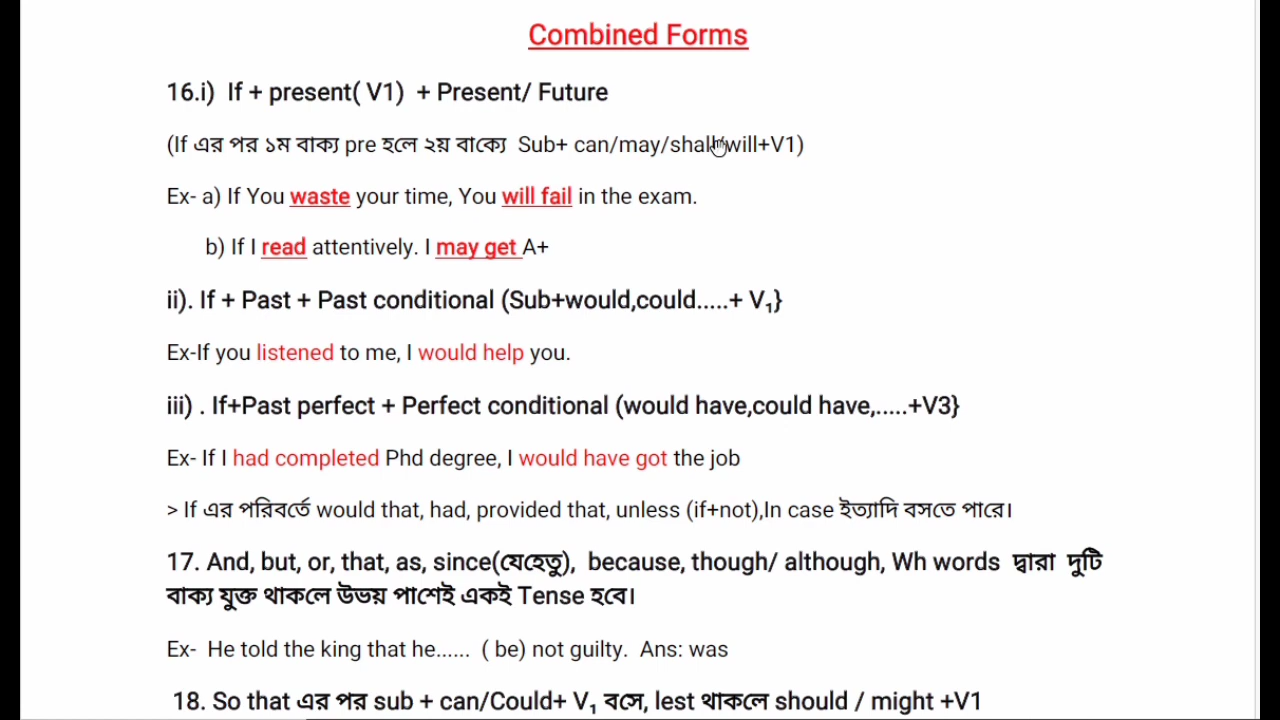 Combined Forms
16.i) If + present( V1) + Present/ Future
(If এর পর ১ম বাক্য pre হলে ২য় বাক্যে Sub+ can/may/shall/will+V1)
Ex- a) If You waste your time, You will fail in the exam.
b) If I read attentively. I may get A+
ii). If + Past + Past conditional (Sub+would,could.....+ V₁}
Ex-If you listened to me, I would help you.
iii) . If+Past perfect + Perfect conditional (would have,could have,.....+V3}
Ex- If I had completed Phd degree, I would have got the job
> If এর পরিবর্তে would that, had, provided that, unless (if+not),In case ইত্যাদি বসতে পারে।
17. And, but, or, that, as, since(যেহেতু), because, though/ although, Wh words দ্বারা দুটি
বাক্য যুক্ত থাকলে উভয় পাশেই একই Tense হবে।
Ex- He told the king that he...... ( be) not guilty. Ans: was
18. So that এর পর sub + can/Could+ V₁ বসে, lest থাকলে should / might +V1